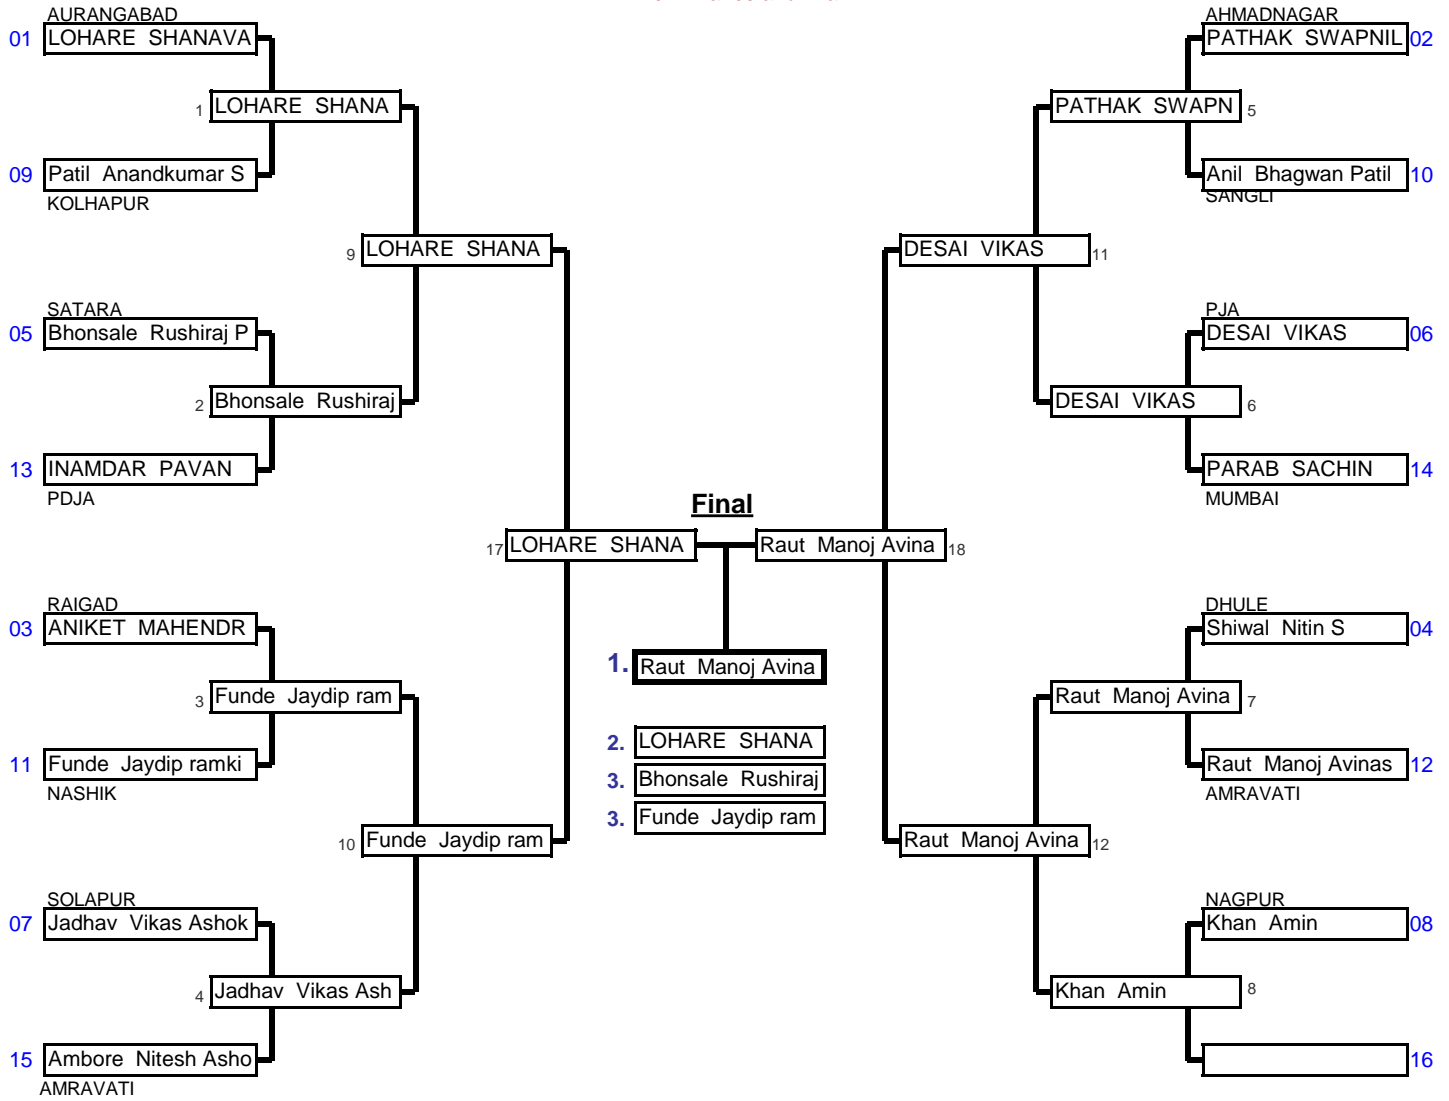 AURANGABAD
01 LOHARE SHANAVA
1 LOHARE SHANA
09 Patil Anandkumar S
KOLHAPUR
9 LOHARE SHANA
SATARA
05 Bhonsale Rushiraj P
2 Bhonsale Rushiraj
13 INAMDAR PAVAN
PDJA
17 LOHARE SHANA
RAIGAD
03 ANIKET MAHENDR
3 Funde Jaydip ram
11 Funde Jaydip ramki
NASHIK
10 Funde Jaydip ram
SOLAPUR
07 Jadhav Vikas Ashok
4 Jadhav Vikas Ash
15 Ambore Nitesh Asho
AMRAVATI
Final
1. Raut Manoj Avina
2. LOHARE SHANA
3. Bhonsale Rushiraj
3. Funde Jaydip ram
AHMADNAGAR
PATHAK SWAPNIL 02
PATHAK SWAPN 5
Anil Bhagwan Patil 10
SANGLI
DESAI VIKAS 11
PJA
DESAI VIKAS 06
DESAI VIKAS 6
PARAB SACHIN 14
MUMBAI
Raut Manoj Avina 18
DHULE
Shiwal Nitin S 04
Raut Manoj Avina 7
Raut Manoj Avinas 12
AMRAVATI
Raut Manoj Avina 12
NAGPUR
Khan Amin 08
Khan Amin 8
16